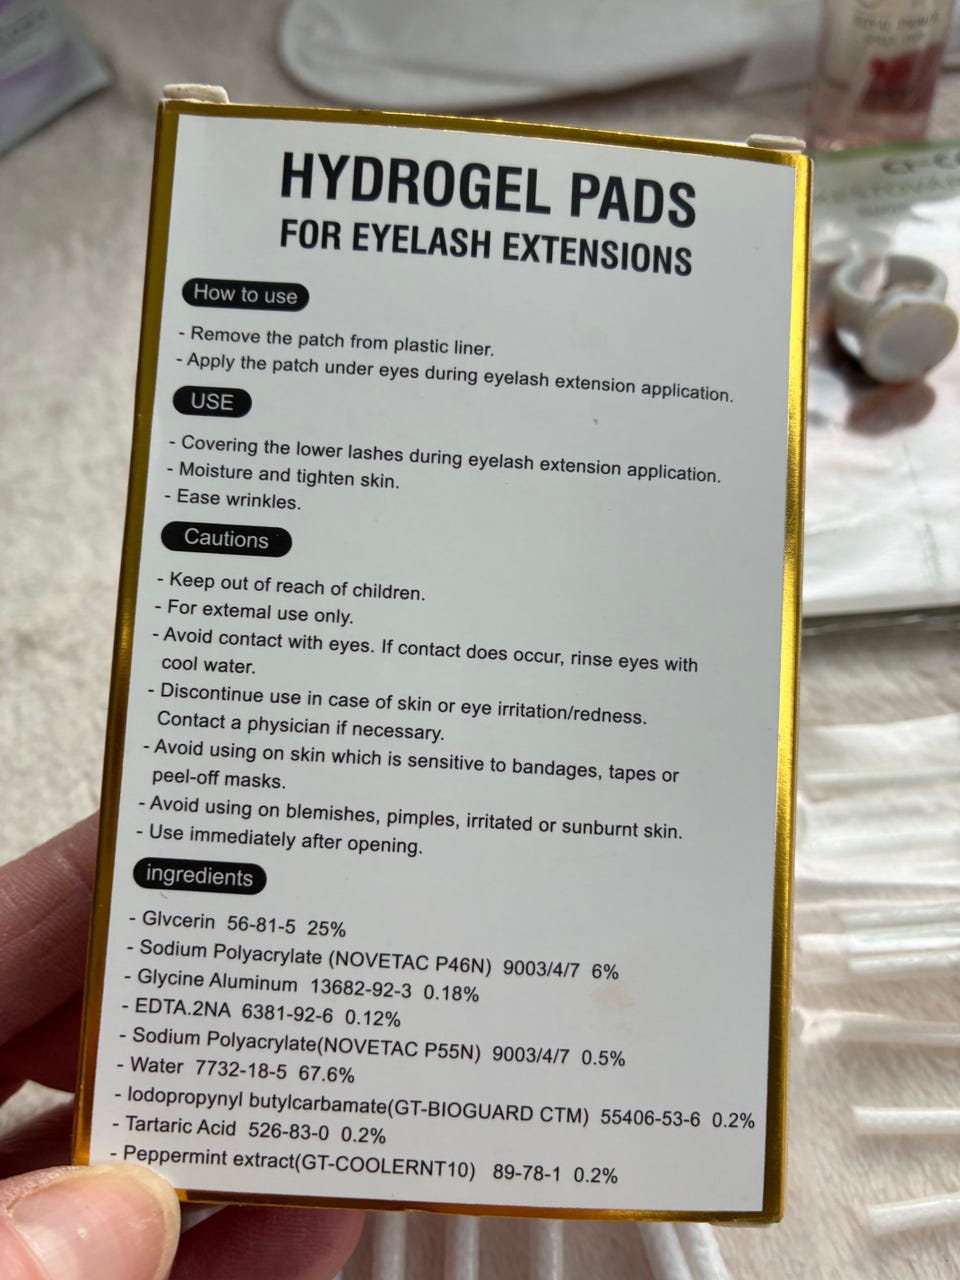 HYDROGEL PADS
FOR EYELASH EXTENSIONS
How to use
- Remove the patch from plastic liner.
- Apply the patch under eyes during eyelash extension application.
USE
- Covering the lower lashes during eyelash extension application.
- Moisture and tighten skin.
- Ease wrinkles.
Cautions
- Keep out of reach of children.
- For extemal use only.
- Avoid contact with eyes. If contact does occur, rinse eyes with
cool water.
- Discontinue use in case of skin or eye irritation/redness.
Contact a physician if necessary.
- Avoid using on skin which is sensitive to bandages, tapes or
peel-off masks.
- Avoid using on blemishes, pimples, irritated or sunburnt skin.
- Use immediately after opening.
ingredients
- Glvcerin 56-81-5 25%
- Sodium Polyacrylate (NOVETAC P46N) 9003/4/7 6%
- Glycine Aluminum 13682-92-3 0.18%
- EDTA.2NA 6381-92-6 0.12%
- Sodium Polyacrylate(NOVETAC P55N) 9003/4/7 0.5%
- Water 7732-18-5 67.6%
- Iodopropynyl butylcarbamate(GT-BIOGUARD CTM) 55406-53-6 0.2%
- Tartaric Acid 526-83-0 0.2%
- Peppermint extract(GT-COOLERNT10) 89-78-1 0.2%